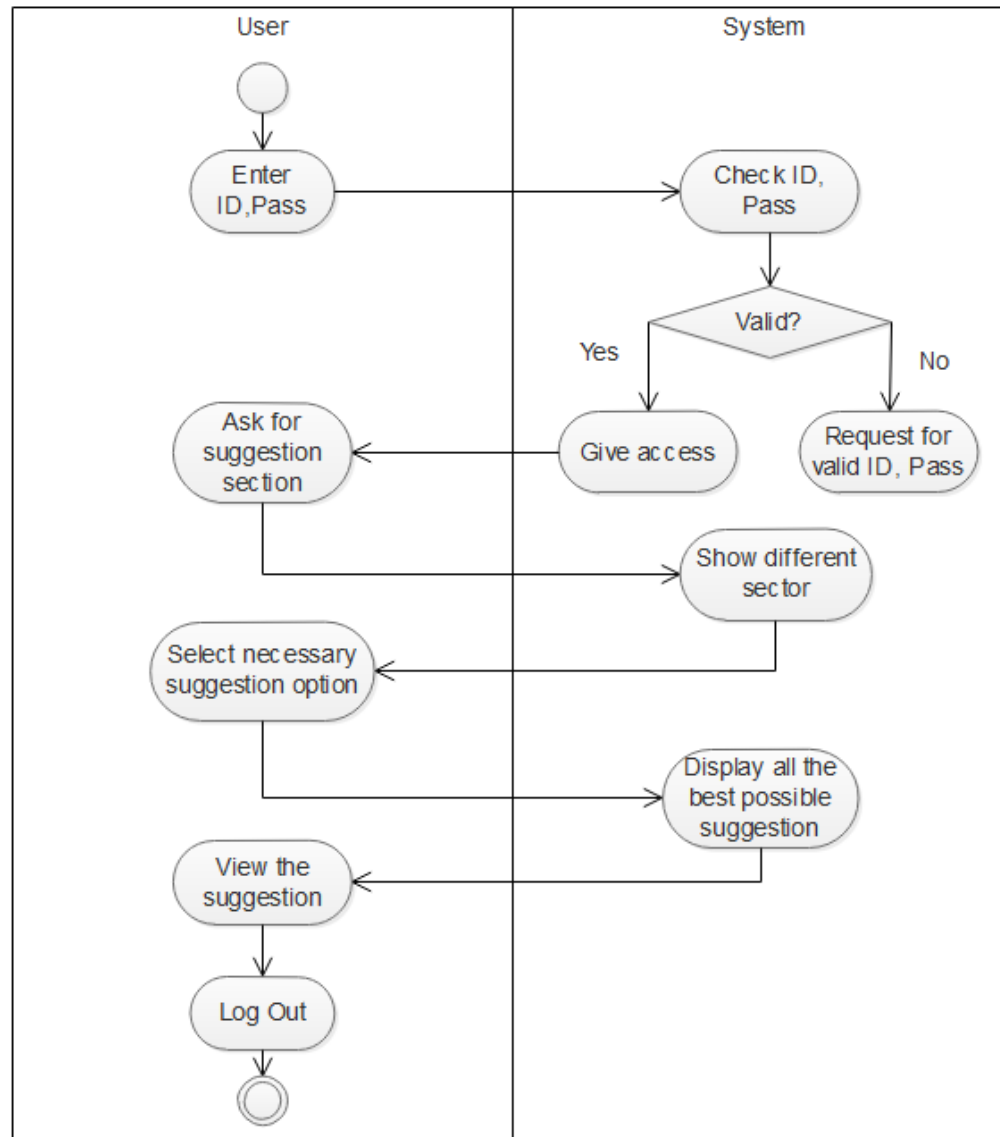 User
System
Enter
ID,Pass
Check ID,
Pass
Valid?
Yes
No
Ask for
suggestion
section
Give access
Request for
valid ID, Pass
Show different
sector
Select necessary
suggestion option
Display all the
best possible
suggestion
View the
suggestion
Log Out